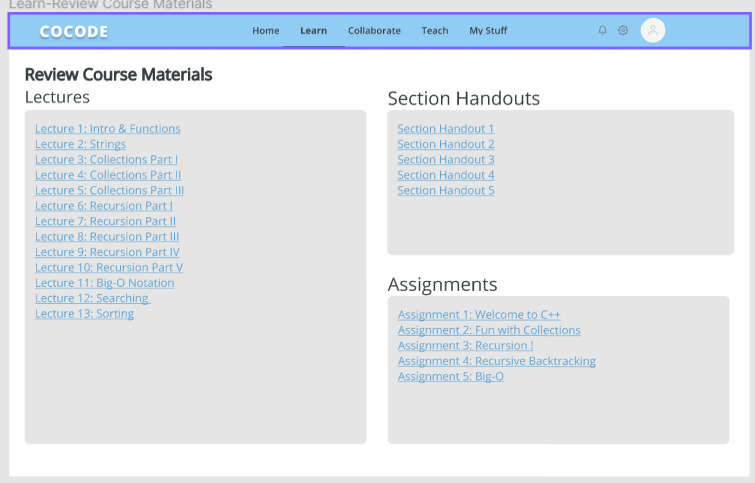 Learn-Review Course Materials
COCODE
Home Learn Collaborate Teach My Stuff
Review Course Materials
Lectures
Lecture 1: Intro & Functions
Lecture 2: Strings
Lecture 3: Collections Part I
Lecture 4: Collections Part II
Lecture 5: Collections Part III
Lecture 6: Recursion Part I
Lecture 7: Recursion Part II
Lecture 8: Recursion Part III
Lecture 9: Recursion Part IV
Lecture 10: Recursion Part V
Lecture 11: Big-O Notation
Lecture 12: Searching
Lecture 13: Sorting
Section Handouts
Section Handout 1
Section Handout 2
Section Handout 3
Section Handout 4
Section Handout 5
Assignments
Assignment 1: Welcome to C++
Assignment 2: Fun with Collections
Assignment 3: Recursion !
Assignment 4: Recursive Backtracking
Assignment 5: Big-O